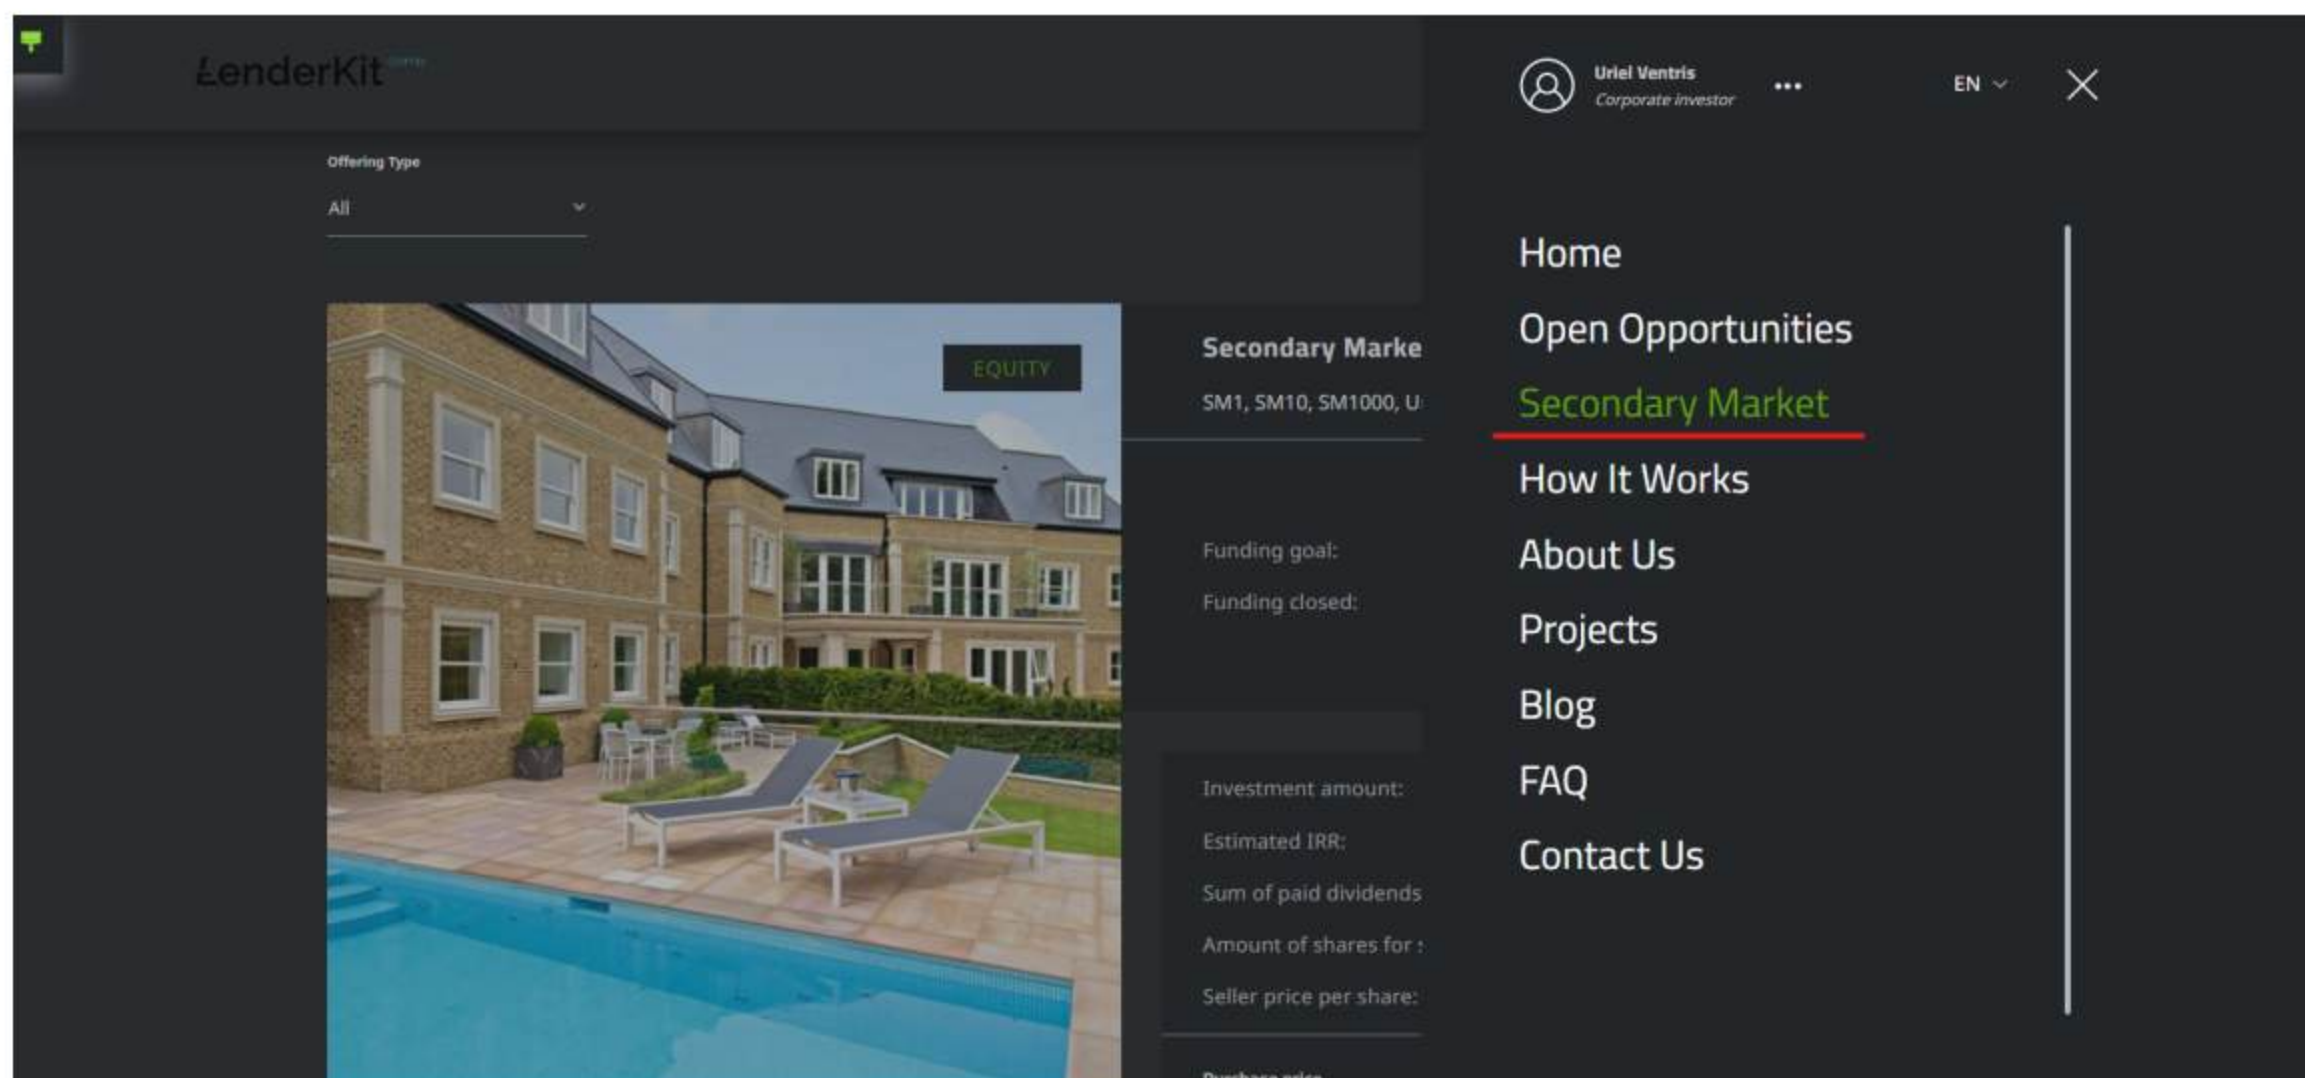 LenderKit
Uriel Ventris
Corporate investor
EN
Offering Type
All
EQUITY
Secondary Marke
SM1, SM10, SM1000, U
Funding goal:
Funding closed:
Investment amount:
Estimated IRR:
Sum of paid dividends
Amount of shares for
Seller price per share:
Purchase price
Home
Open Opportunities
Secondary Market
How It Works
About Us
Projects
Blog
FAQ
Contact Us